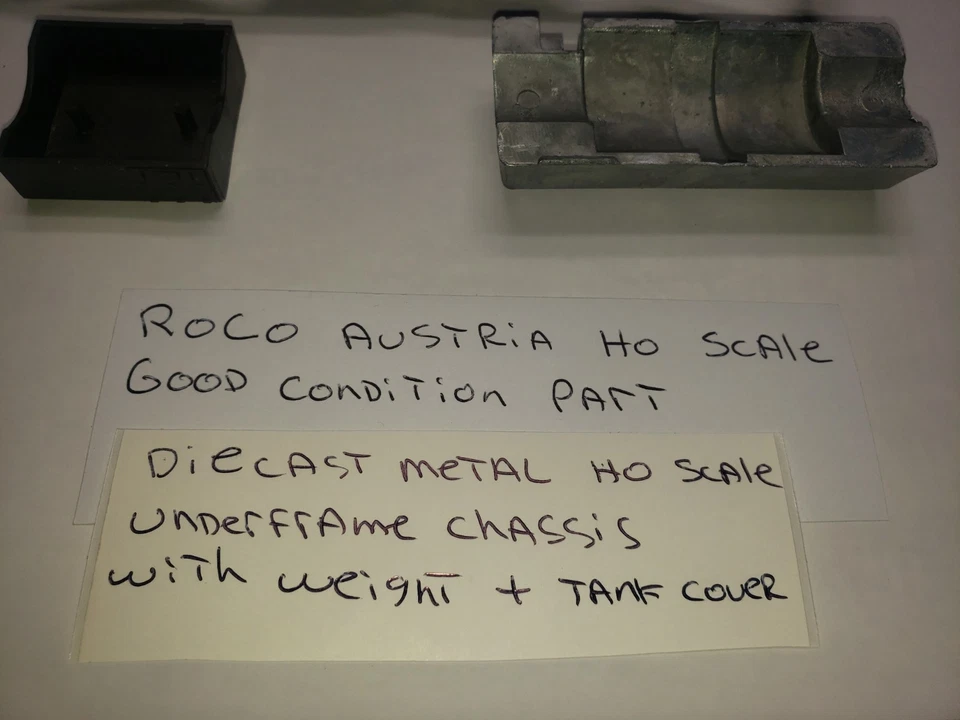 ROCO AUSTRIA HO SCALe
GOOD CONDiTion PART
DieCAST meTAL HO SCAle
UnDerFrAme CHASSiS
wiTH weigHT + TANK COVER